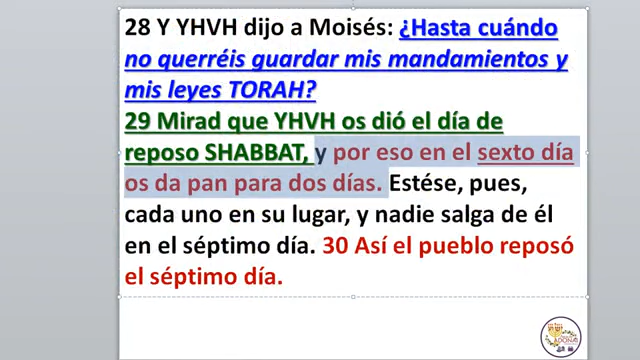 28 Y YHVH dijo a Moisés: ¿Hasta cuándo
no querréis guardar mis mandamientos y
mis leyes TORAH?
29 Mirad que YHVH os dió el día de
reposo SHABBAT, y por eso en el sexto día
os da pan para dos días. Estése, pues,
cada uno en su lugar, y nadie salga de él
en el séptimo día. 30 Así el pueblo reposó
el séptimo día.
ADONAI